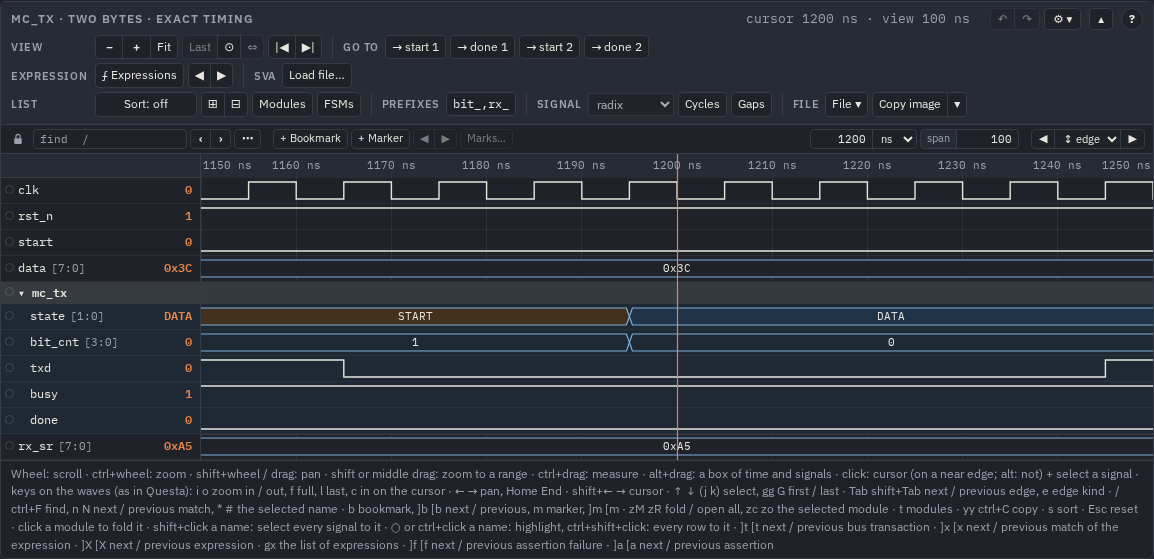 MC_TX · TWO BYTES · EXACT TIMING cursor 1200 ns · view 100 ns ↶ ↷ ⚙ ▾ ▴ ?
VIEW − + Fit Last ⊙ ⇔ |◀ ▶| GO TO → start 1 → done 1 → start 2 → done 2
EXPRESSION ⨍ Expressions ◀ ▶ SVA Load file…
LIST Sort: off ⊞ ⊟ Modules FSMs PREFIXES bit_,rx_ SIGNAL radix Cycles Gaps FILE File ▾ Copy image ▾
find / ‹ › ⋯ + Bookmark + Marker ◀ ▶ Marks… 1200 ns span 100 ◀ ↕ edge ▶
1150 ns 1160 ns 1170 ns 1180 ns 1190 ns 1200 ns 1210 ns 1220 ns 1230 ns 1240 ns 1250 ns
clk 0
rst_n 1
start 0
data [7:0] 0x3C 0x3C
▾ mc_tx
state [1:0] DATA START DATA
bit_cnt [3:0] 0 1 0
txd 0
busy 1
done 0
rx_sr [7:0] 0xA5 0xA5
Wheel: scroll · ctrl+wheel: zoom · shift+wheel / drag: pan · shift or middle drag: zoom to a range · ctrl+drag: measure · alt+drag: a box of time and signals · click: cursor (on a near edge; alt: not) + select a signal ·
keys on the waves (as in Questa): i o zoom in / out, f full, l last, c in on the cursor · ← → pan, Home End · shift+← → cursor · ↑ ↓ (j k) select, gg G first / last · Tab shift+Tab next / previous edge, e edge kind · /
ctrl+F find, n N next / previous match, * # the selected name · b bookmark, ]b [b next / previous, m marker, ]m [m · zM zR fold / open all, zc zo the selected module · t modules · yy ctrl+C copy · s sort · Esc reset
· click a module to fold it · shift+click a name: select every signal to it · ○ or ctrl+click a name: highlight, ctrl+shift+click: every row to it · ]t [t next / previous bus transaction · ]x [x next / previous match of the
expression · ]X [X next / previous expression · gx the list of expressions · ]f [f next / previous assertion failure · ]a [a next / previous assertion